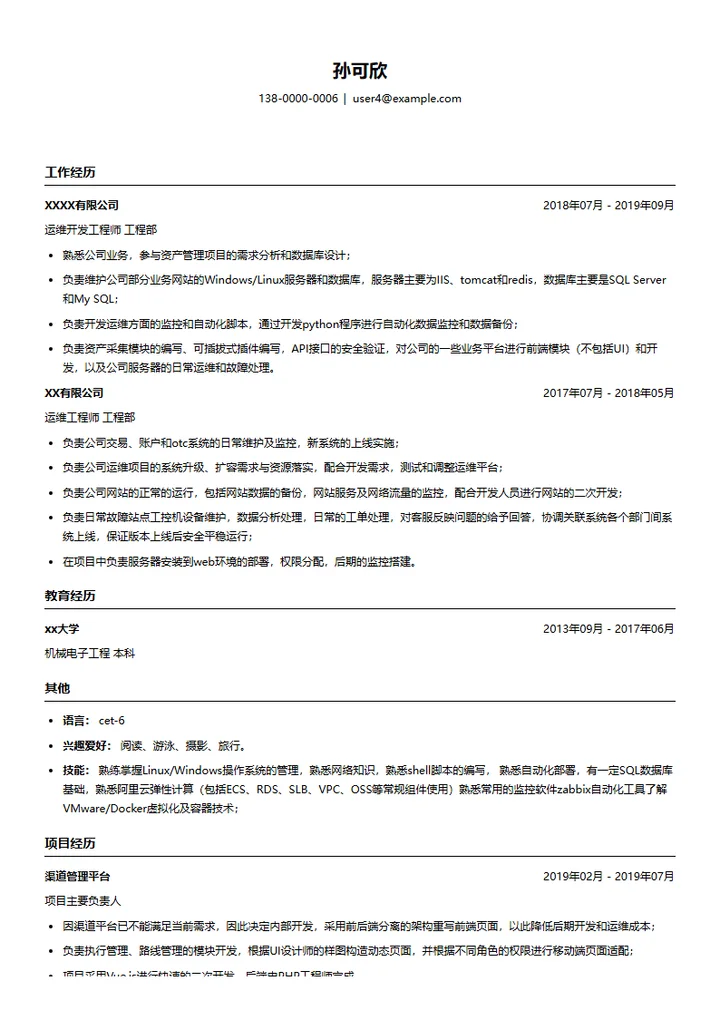 孙可欣
138-0000-0006 | user4@example.com
工作经历
XXXX有限公司 2018年07月 - 2019年09月
运维开发工程师 工程部
• 熟悉公司业务，参与资产管理项目的需求分析和数据库设计；
• 负责维护公司部分业务网站的Windows/Linux服务器和数据库，服务器主要为IIS、tomcat和redis，数据库主要是SQL Server
和My SQL；
• 负责开发运维方面的监控和自动化脚本，通过开发python程序进行自动化数据监控和数据备份；
• 负责资产采集模块的编写、可插拔式插件编写，API接口的安全验证，对公司的一些业务平台进行前端模块（不包括UI）和开
发，以及公司服务器的日常运维和故障处理。
XX有限公司 2017年07月 - 2018年05月
运维工程师 工程部
• 负责公司交易、账户和otc系统的日常维护及监控，新系统的上线实施；
• 负责公司运维项目的系统升级、扩容需求与资源落实，配合开发需求，测试和调整运维平台；
• 负责公司网站的正常的运行，包括网站数据的备份，网站服务及网络流量的监控，配合开发人员进行网站的二次开发；
• 负责日常故障站点工控机设备维护，数据分析处理，日常的工单处理，对客服反映问题的给予回答，协调关联系统各个部门间系
统上线，保证版本上线后安全平稳运行；
• 在项目中负责服务器安装到web环境的部署，权限分配，后期的监控搭建。
教育经历
xx大学 2013年09月 - 2017年06月
机械电子工程 本科
其他
• 语言： cet-6
• 兴趣爱好： 阅读、游泳、摄影、旅行。
• 技能： 熟练掌握Linux/Windows操作系统的管理，熟悉网络知识，熟悉shell脚本的编写， 熟悉自动化部署，有一定SQL数据库
基础，熟悉阿里云弹性计算（包括ECS、RDS、SLB、VPC、OSS等常规组件使用）熟悉常用的监控软件zabbix自动化工具了解
VMware/Docker虚拟化及容器技术；
项目经历
渠道管理平台 2019年02月 - 2019年07月
项目主要负责人
• 因渠道平台已不能满足当前需求，因此决定内部开发，采用前后端分离的架构重写前端页面，以此降低后期开发和运维成本；
• 负责执行管理、路线管理的模块开发，根据UI设计师的样图构造动态页面，并根据不同角色的权限进行移动端页面适配；
• 项目采用Vue.js进行快速的二次开发，后端由PHP工程师完成